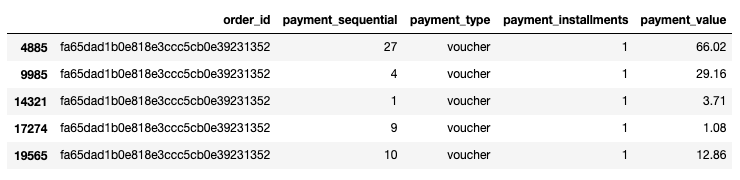 order_id payment_sequential payment_type payment_installments payment_value
4885 fa65dad1b0e818e3ccc5cb0e39231352 27 voucher 1 66.02
9985 fa65dad1b0e818e3ccc5cb0e39231352 4 voucher 1 29.16
14321 fa65dad1b0e818e3ccc5cb0e39231352 1 voucher 1 3.71
17274 fa65dad1b0e818e3ccc5cb0e39231352 9 voucher 1 1.08
19565 fa65dad1b0e818e3ccc5cb0e39231352 10 voucher 1 12.86